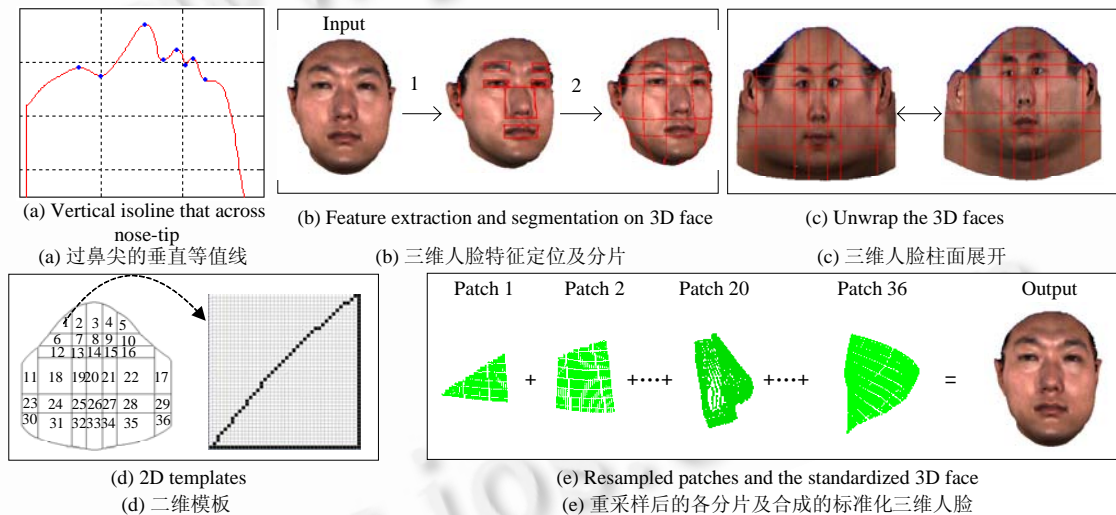 Input
1
2
(a) Vertical isoline that across
nose-tip
(a) 过鼻尖的垂直等值线
(b) Feature extraction and segmentation on 3D face
(b) 三维人脸特征定位及分片
(c) Unwrap the 3D faces
(c) 三维人脸柱面展开
1 2 3 4 5
6 7 8 9 10
12 13 14 15 16
11 18 19 20 21 22 17
23 24 25 26 27 28 29
30 31 32 33 34 35 36
(d) 2D templates
(d) 二维模板
Patch 1 Patch 2 Patch 20 Patch 36 Output
+ +···+ +···+ =
(e) Resampled patches and the standardized 3D face
(e) 重采样后的各分片及合成的标准化三维人脸